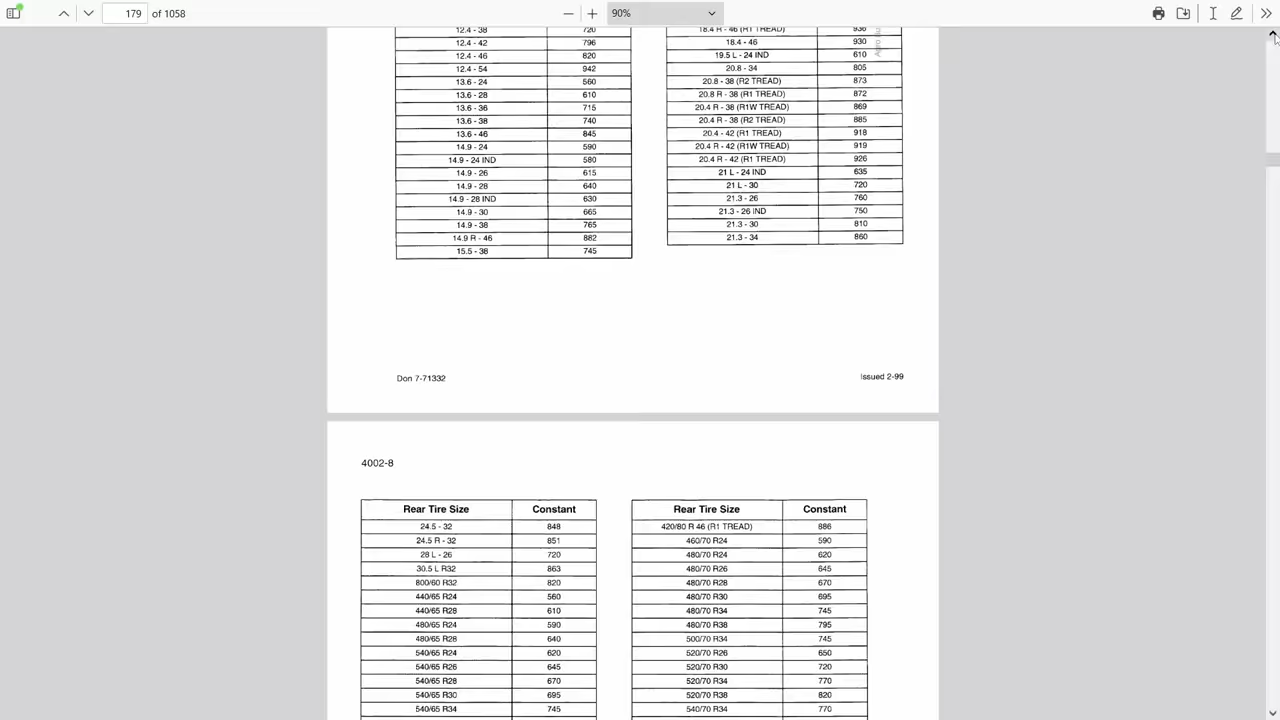 179 of 1058
90%
12.4 - 38 720
12.4 - 42 796
12.4 - 46 820
12.4 - 54 942
13.6 - 24 560
13.6 - 28 610
13.6 - 36 715
13.6 - 38 740
13.6 - 46 845
14.9 - 24 590
14.9 - 24 IND 580
14.9 - 26 615
14.9 - 28 640
14.9 - 28 IND 630
14.9 - 30 665
14.9 - 38 765
14.9 R - 46 882
15.5 - 38 745
18.4 R - 46 (R1 TREAD) 936
18.4 - 46 930
19.5 L - 24 IND 610
20.8 - 34 805
20.8 - 38 (R2 TREAD) 873
20.8 R - 38 (R1 TREAD) 872
20.4 R - 38 (R1W TREAD) 869
20.4 R - 38 (R2 TREAD) 885
20.4 - 42 (R1 TREAD) 918
20.4 R - 42 (R1W TREAD) 919
20.4 R - 42 (R1 TREAD) 926
21 L - 24 IND 635
21 L - 30 720
21.3 - 26 760
21.3 - 26 IND 750
21.3 - 30 810
21.3 - 34 860
Don 7-71332
Issued 2-99
4002-8
Rear Tire Size Constant
24.5 - 32 848
24.5 R - 32 851
28 L - 26 720
30.5 L R32 863
800/60 R32 820
440/65 R24 560
440/65 R28 610
480/65 R24 590
480/65 R28 640
540/65 R24 620
540/65 R26 645
540/65 R28 670
540/65 R30 695
540/65 R34 745
Rear Tire Size Constant
420/80 R 46 (R1 TREAD) 886
460/70 R24 590
480/70 R24 620
480/70 R26 645
480/70 R28 670
480/70 R30 695
480/70 R34 745
480/70 R38 795
500/70 R34 745
520/70 R26 650
520/70 R30 720
520/70 R34 770
520/70 R38 820
540/70 R34 770